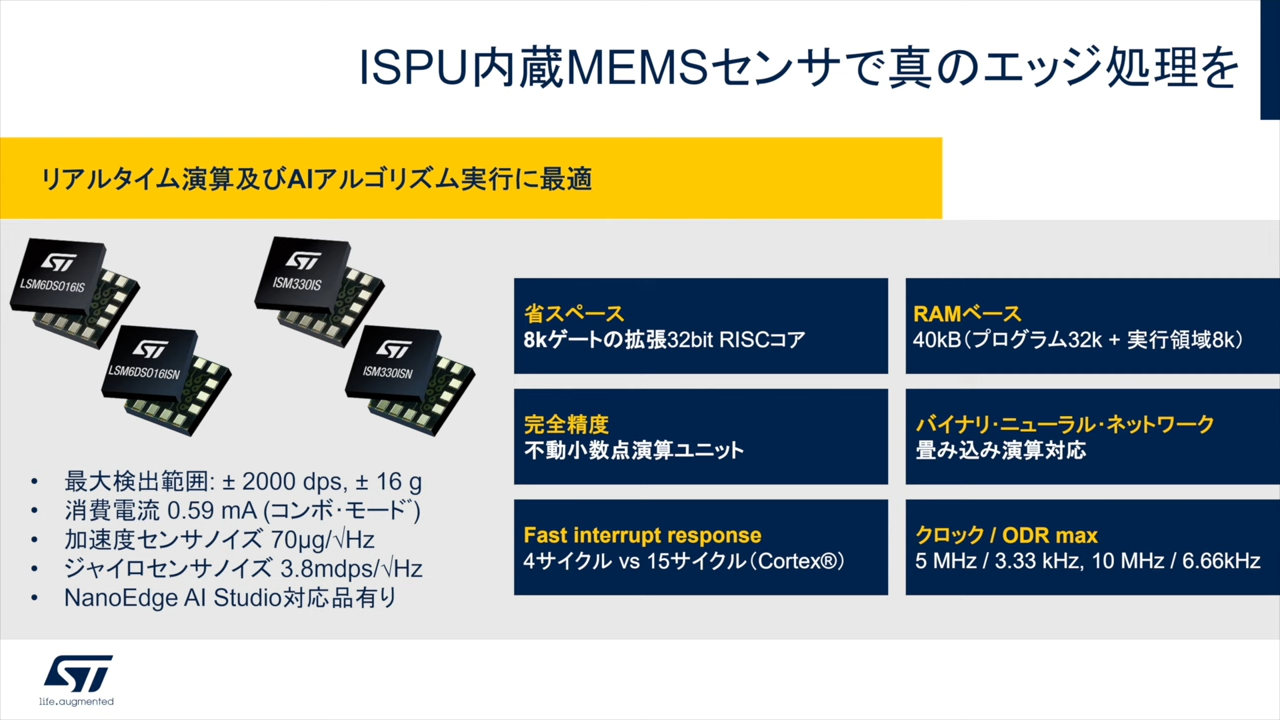 ISPU内蔵MEMSセンサで真のエッジ処理を
リアルタイム演算及びAIアルゴリズム実行に最適
LSM6DSO16IS
ISM330IS
LSM6DSO16ISN
ISM330ISN
• 最大検出範囲: ± 2000 dps, ± 16 g
• 消費電流 0.59 mA (コンボ・モード)
• 加速度センサノイズ 70µg/√Hz
• ジャイロセンサノイズ 3.8mdps/√Hz
• NanoEdge AI Studio対応品有り
省スペース
8kゲートの拡張32bit RISCコア
RAMベース
40kB（プログラム32k + 実行領域8k）
完全精度
不動小数点演算ユニット
バイナリ・ニューラル・ネットワーク
畳み込み演算対応
Fast interrupt response
4サイクル vs 15サイクル（Cortex®）
クロック / ODR max
5 MHz / 3.33 kHz, 10 MHz / 6.66kHz
ST
life.augmented